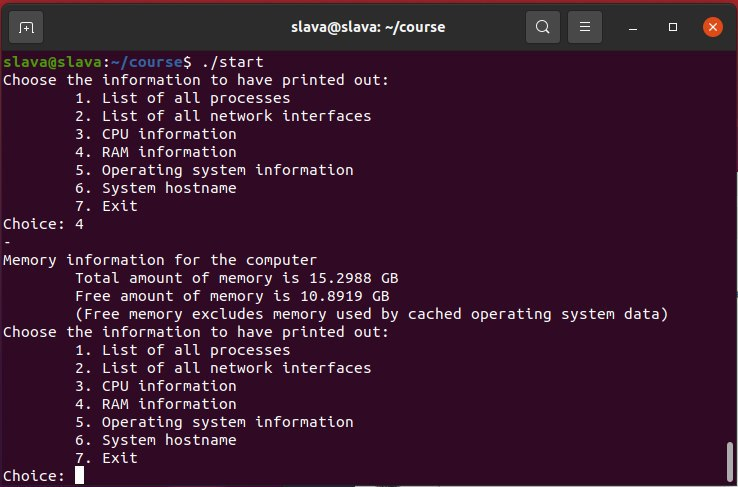 slava@slava: ~/course
slava@slava:~/course$ ./start
Choose the information to have printed out:
1. List of all processes
2. List of all network interfaces
3. CPU information
4. RAM information
5. Operating system information
6. System hostname
7. Exit
Choice: 4
-
Memory information for the computer
Total amount of memory is 15.2988 GB
Free amount of memory is 10.8919 GB
(Free memory excludes memory used by cached operating system data)
Choose the information to have printed out:
1. List of all processes
2. List of all network interfaces
3. CPU information
4. RAM information
5. Operating system information
6. System hostname
7. Exit
Choice: